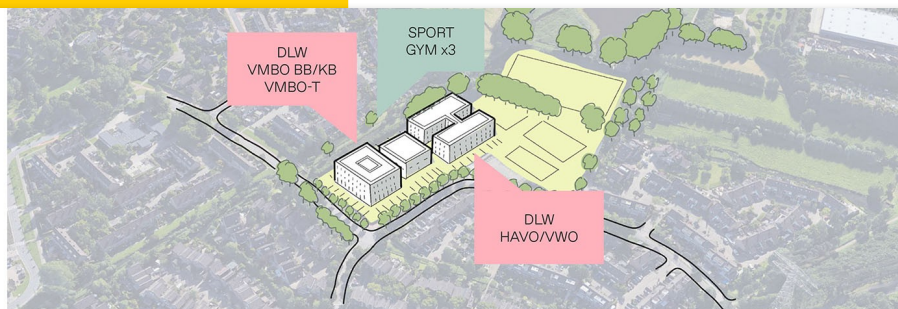 DLW
VMBO BB/KB
VMBO-T
SPORT
GYM x3
DLW
HAVO/VWO